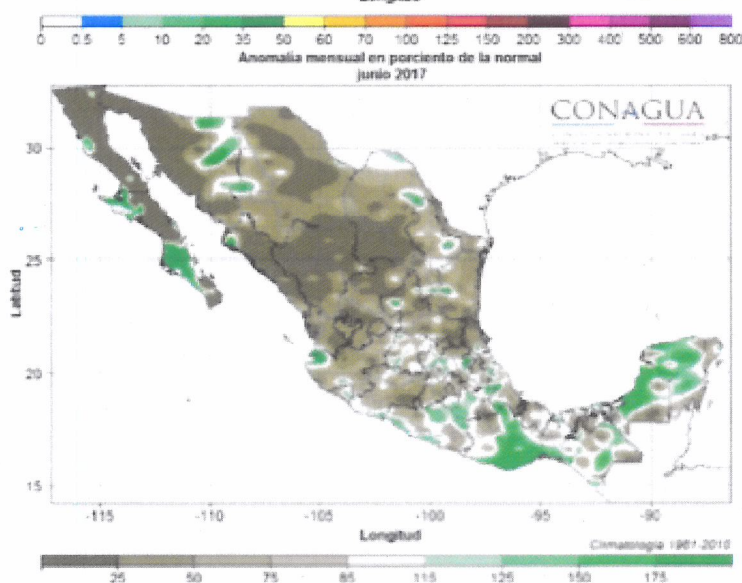 Longitud
0 0.5 5 10 20 35 50 60 70 100 125 150 200 300 400 500 600 800
Anomalía mensual en porciento de la normal
junio 2017
CONAGUA
30
25
20
15
Latitud
-115 -110 -105 -100 -95 -90
Longitud
Climatología 1981-2010
25 50 75 85 115 125 150 175